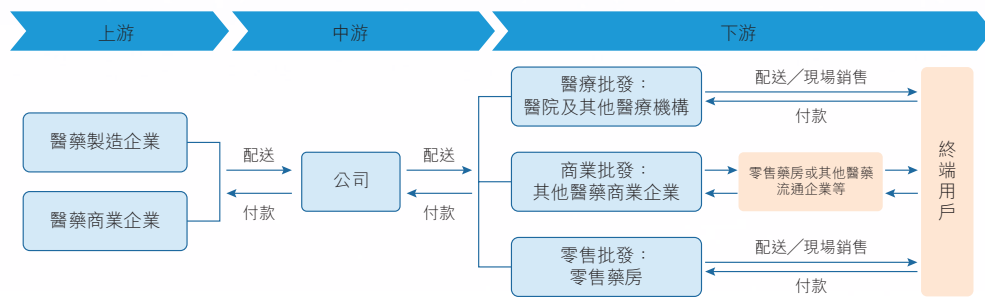 上游
中游
下游
醫藥製造企業
醫藥商業企業
配送
付款
公司
配送
付款
醫療批發：
醫院及其他醫療機構
配送／現場銷售
付款
商業批發：
其他醫藥商業企業
零售藥房或其他醫藥
流通企業等
零售批發：
零售藥房
配送／現場銷售
付款
終端用戶